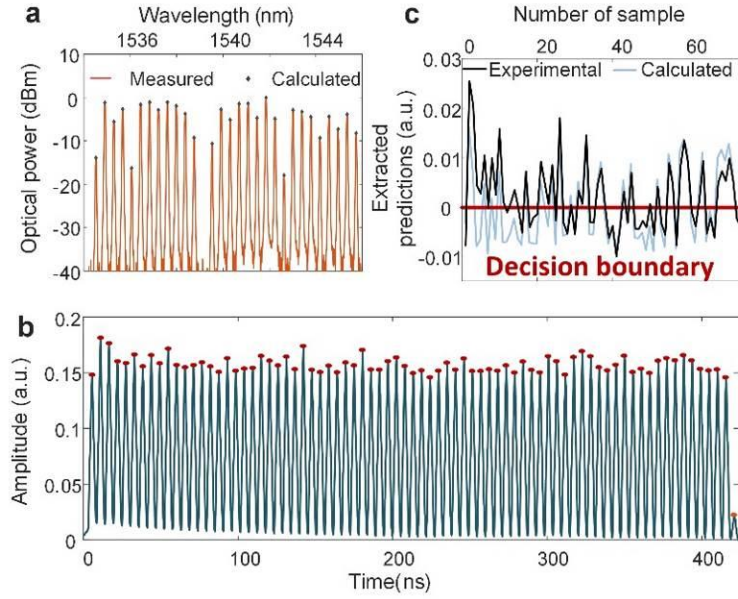 a
Wavelength (nm)
1536 1540 1544
10
0
-10
-20
-30
-40
Optical power (dBm)
Measured Calculated
c
Number of sample
0 20 40 60
0.03
0.02
0.01
0
-0.01
Extracted
predictions (a.u.)
Experimental Calculated
Decision boundary
b
0.2
0.15
0.1
0.05
0
Amplitude (a.u.)
0 100 200 300 400
Time(ns)